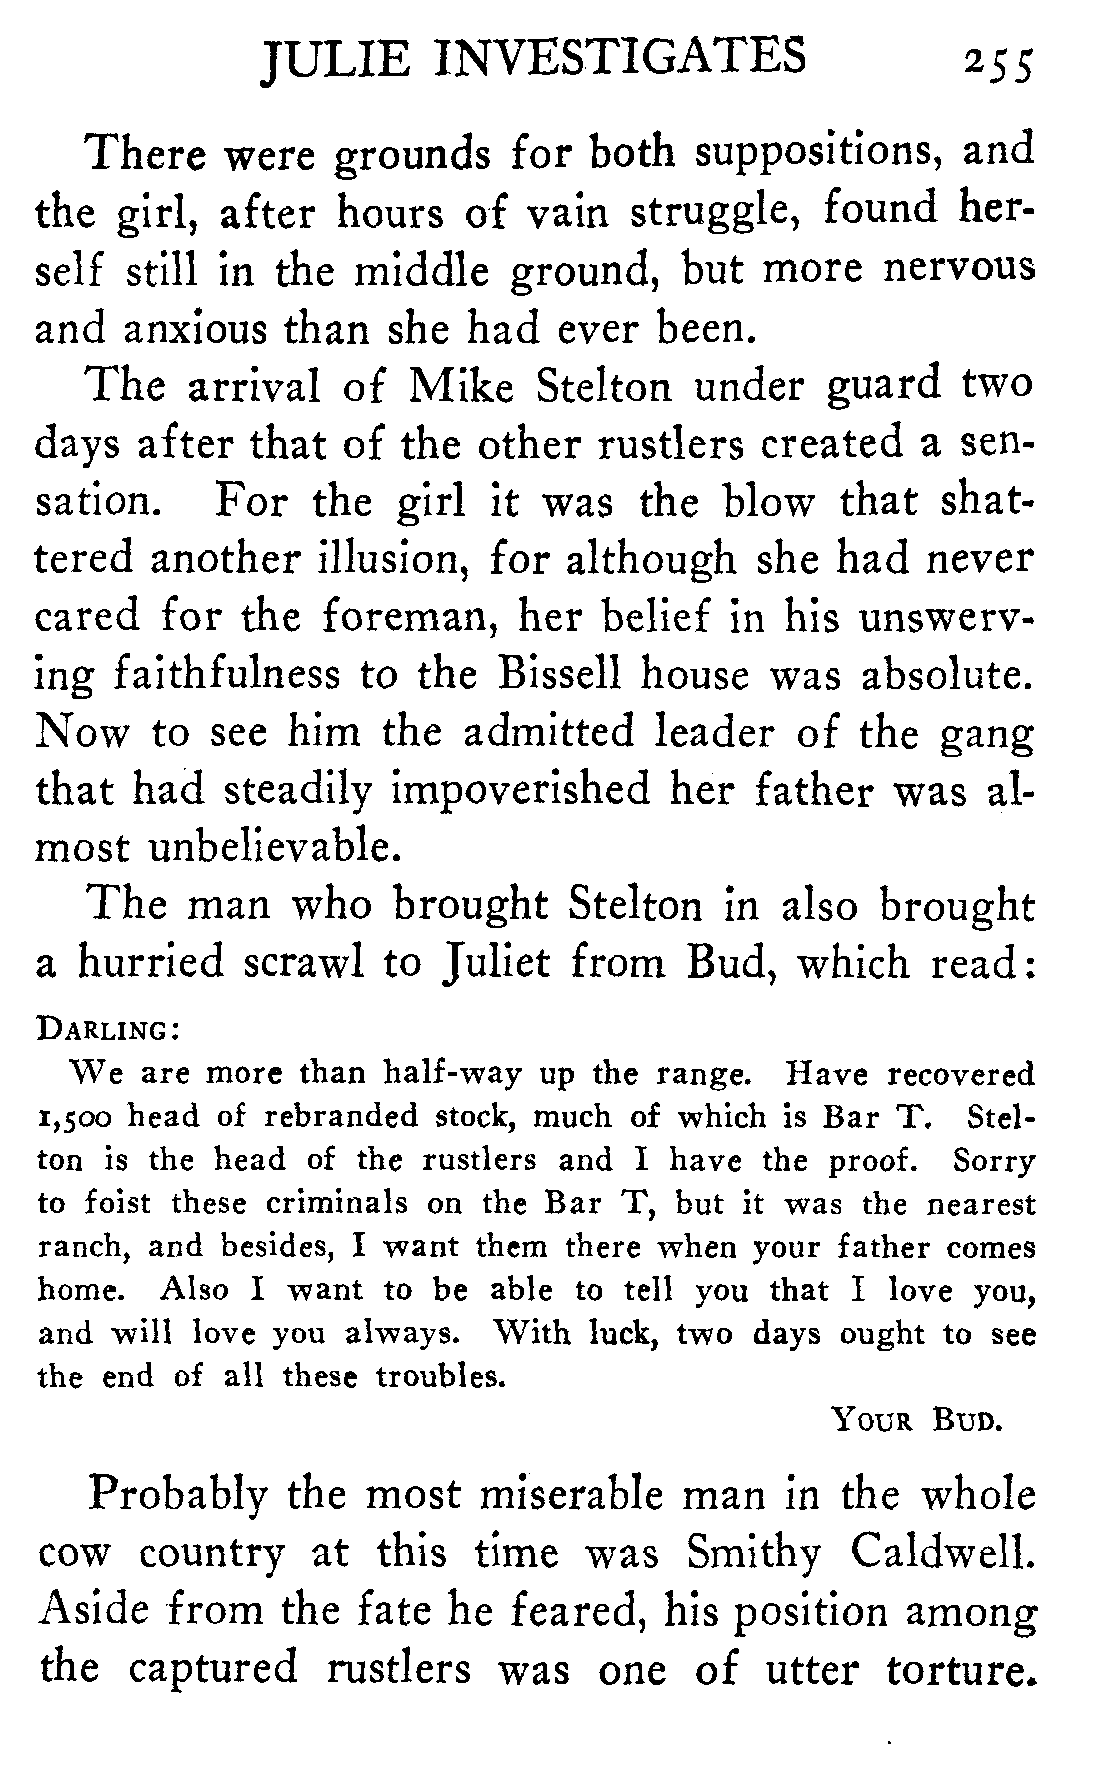 JULIE INVESTIGATES 255
There were grounds for both suppositions, and
the girl, after hours of vain struggle, found her-
self still in the middle ground, but more nervous
and anxious than she had ever been.
The arrival of Mike Stelton under guard two
days after that of the other rustlers created a sen-
sation. For the girl it was the blow that shat-
tered another illusion, for although she had never
cared for the foreman, her belief in his unswerv-
ing faithfulness to the Bissell house was absolute.
Now to see him the admitted leader of the gang
that had steadily impoverished her father was al-
most unbelievable.
The man who brought Stelton in also brought
a hurried scrawl to Juliet from Bud, which read:
DARLING:
We are more than half-way up the range. Have recovered
1,500 head of rebranded stock, much of which is Bar T. Stel-
ton is the head of the rustlers and I have the proof. Sorry
to foist these criminals on the Bar T, but it was the nearest
ranch, and besides, I want them there when your father comes
home. Also I want to be able to tell you that I love you,
and will love you always. With luck, two days ought to see
the end of all these troubles.
YOUR BUD.
Probably the most miserable man in the whole
cow country at this time was Smithy Caldwell.
Aside from the fate he feared, his position among
the captured rustlers was one of utter torture.